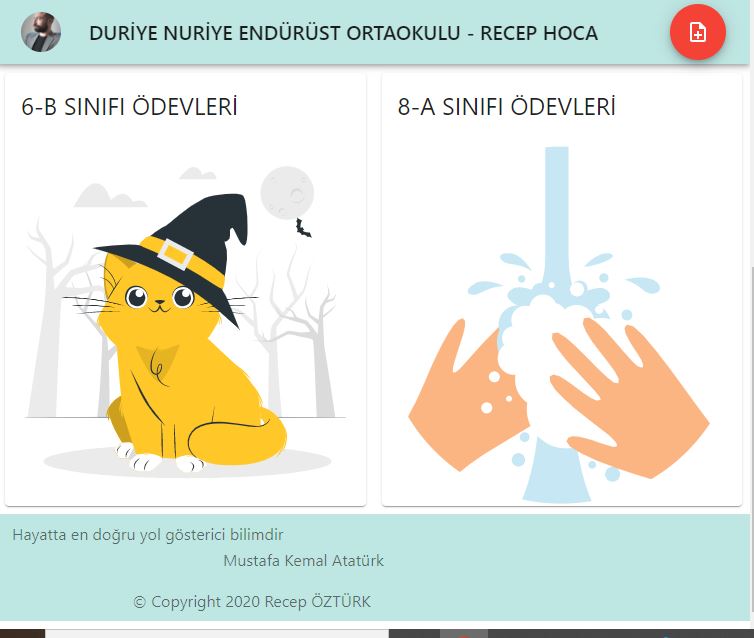 DURİYE NURİYE ENDÜRÜST ORTAOKULU - RECEP HOCA
6-B SINIFI ÖDEVLERİ
8-A SINIFI ÖDEVLERİ
Hayatta en doğru yol gösterici bilimdir
Mustafa Kemal Atatürk
© Copyright 2020 Recep ÖZTÜRK